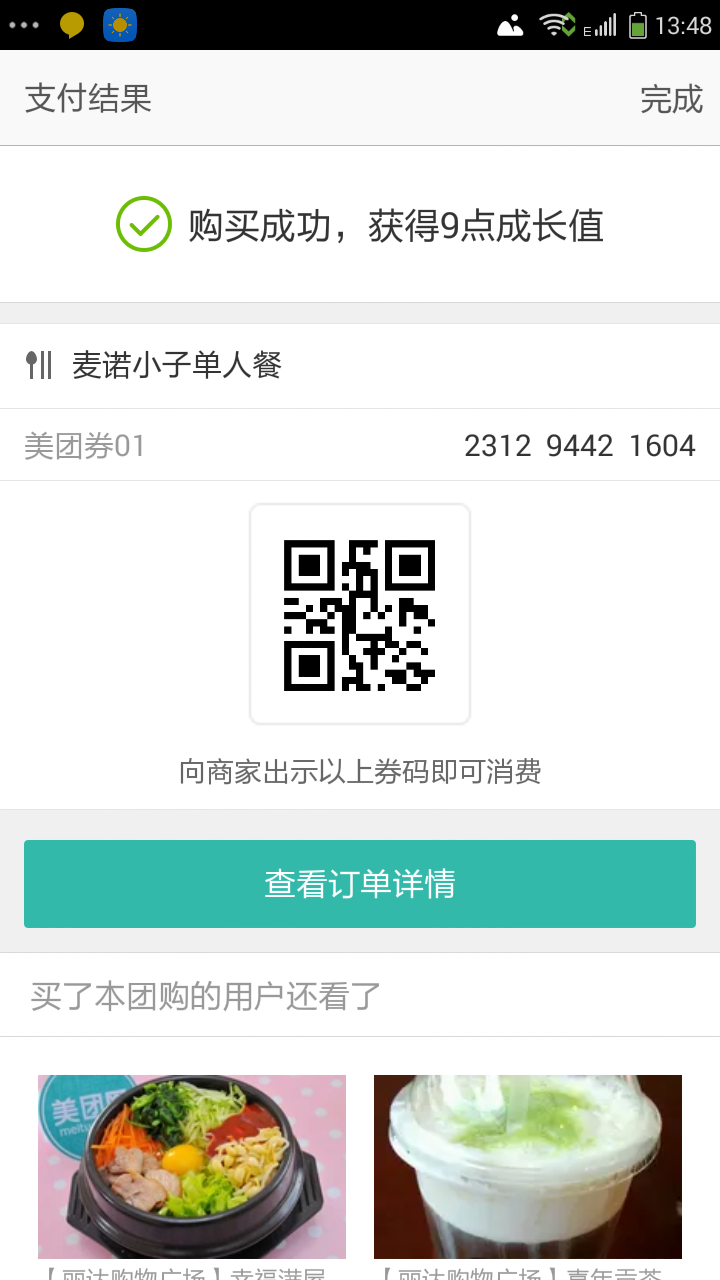 13:48
支付结果 完成
购买成功，获得9点成长值
麦诺小子单人餐
美团券01 2312 9442 1604
向商家出示以上券码即可消费
查看订单详情
买了本团购的用户还看了
美团
【丽达购物广场】幸福满屋 【丽达购物广场】嘉年贡茶